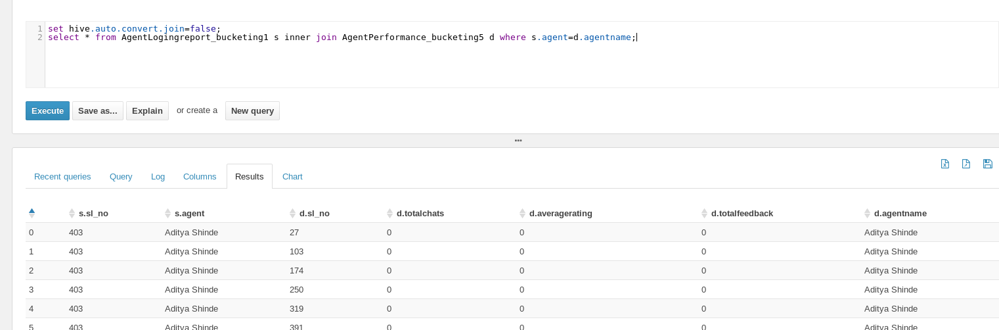 1 set hive.auto.convert.join=false;
2 select * from AgentLogingreport_bucketing1 s inner join AgentPerformance_bucketing5 d where s.agent=d.agentname;
Execute Save as... Explain or create a New query
Recent queries Query Log Columns Results Chart
s.sl_no s.agent d.sl_no d.totalchats d.averagerating d.totalfeedback d.agentname
0 403 Aditya Shinde 27 0 0 0 Aditya Shinde
1 403 Aditya Shinde 103 0 0 0 Aditya Shinde
2 403 Aditya Shinde 174 0 0 0 Aditya Shinde
3 403 Aditya Shinde 250 0 0 0 Aditya Shinde
4 403 Aditya Shinde 319 0 0 0 Aditya Shinde
5 403 Aditya Shinde 391 0 0 0 Aditya Shinde